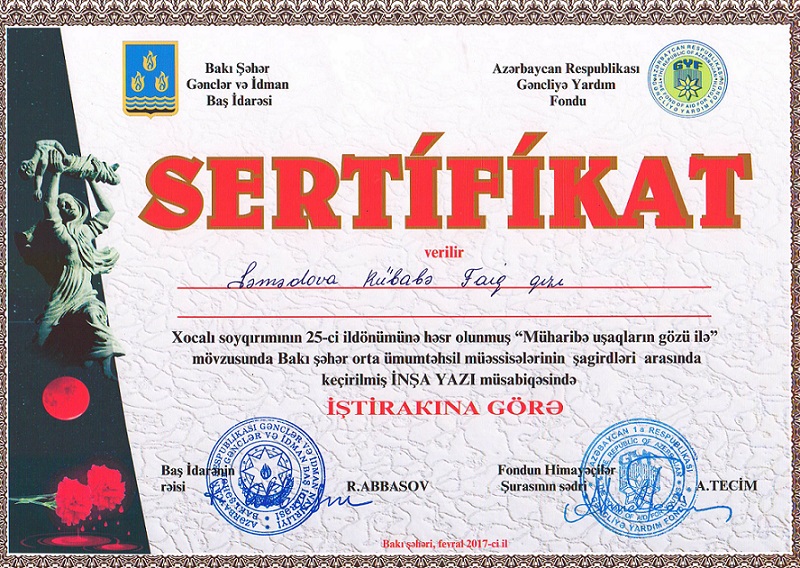 Bakı Şəhər
Gənclər və İdman
Baş İdarəsi
Azərbaycan Respublikası
Gəncliyə Yardım
Fondu
GYF
SERTİFİKAT
verilir
Səmədova Rübabə Faiq qızı
Xocalı soyqırımının 25-ci ildönümünə həsr olunmuş “Müharibə uşaqların gözü ilə”
mövzusunda Bakı şəhər orta ümumtəhsil müəssisələrinin şagirdləri arasında
keçirilmiş İNŞA YAZI müsabiqəsində
İŞTİRAKINA GÖRƏ
Baş İdarənin
rəisi
R.ABBASOV
Fondun Himayəçilər
Şurasının sədri
A.TECİM
Bakı şəhəri, fevral 2017-ci il